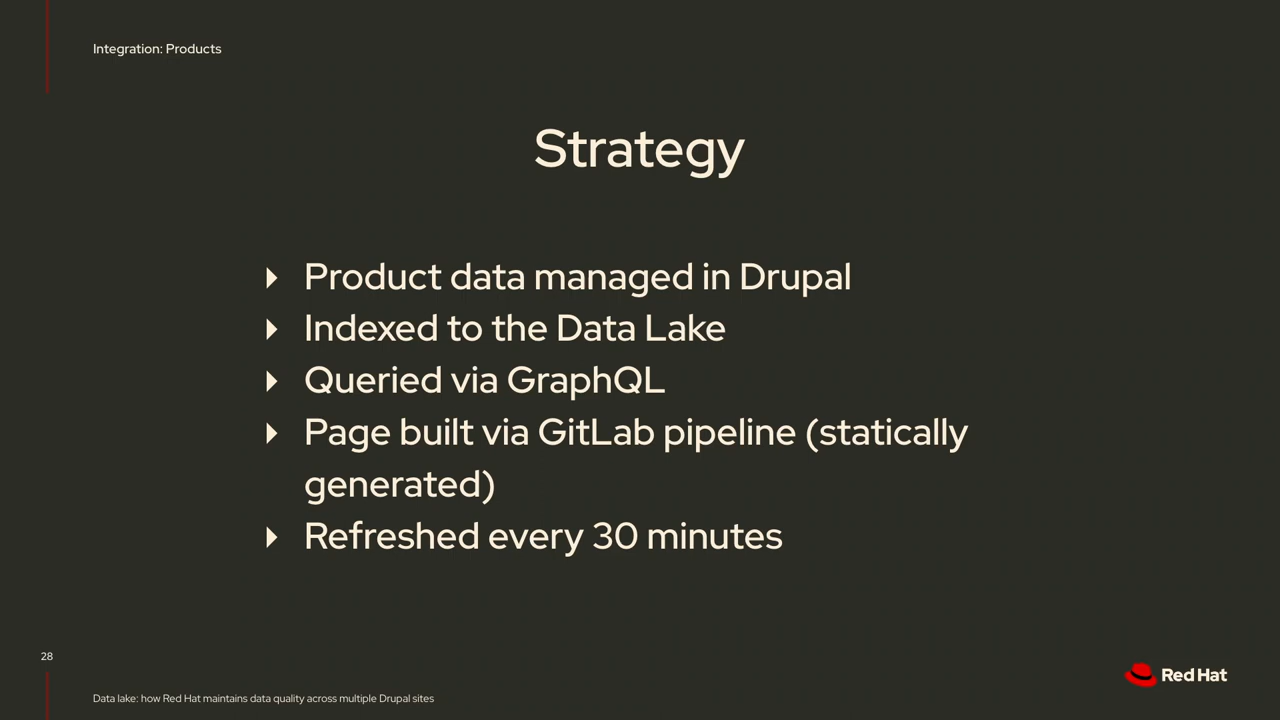 Integration: Products
Strategy
Product data managed in Drupal
Indexed to the Data Lake
Queried via GraphQL
Page built via GitLab pipeline (statically
generated)
Refreshed every 30 minutes
28
Red Hat
Data lake: how Red Hat maintains data quality across multiple Drupal sites